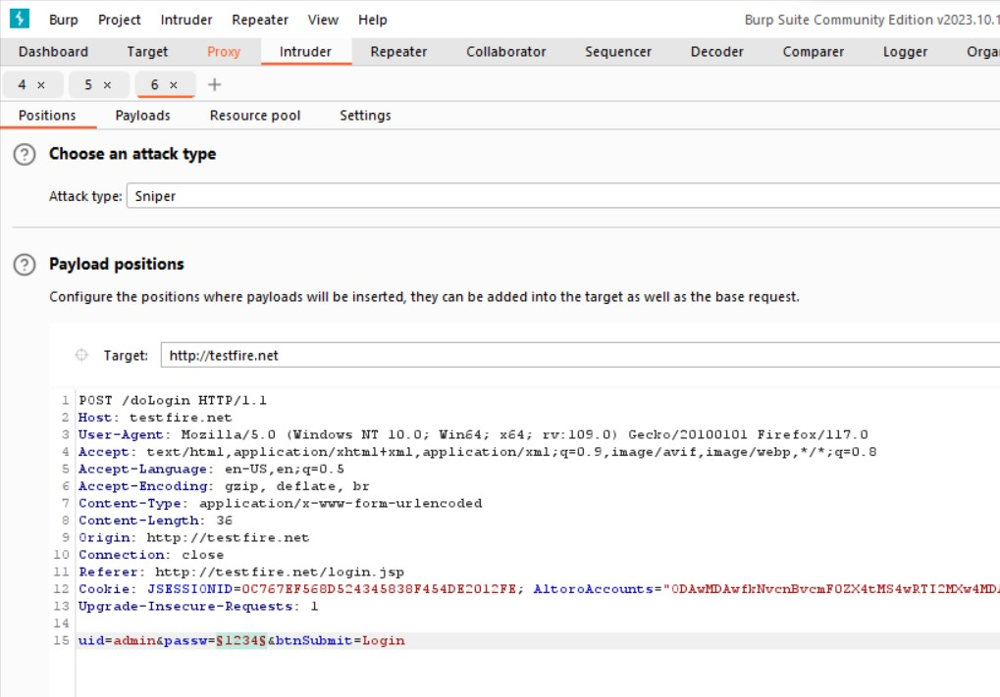 Burp Project Intruder Repeater View Help Burp Suite Community Edition v2023.10.1
Dashboard Target Proxy Intruder Repeater Collaborator Sequencer Decoder Comparer Logger Orga
4 × 5 × 6 × +
Positions Payloads Resource pool Settings
? Choose an attack type
Attack type: Sniper
? Payload positions
Configure the positions where payloads will be inserted, they can be added into the target as well as the base request.
Target: http://testfire.net
1 POST /doLogin HTTP/1.1
2 Host: testfire.net
3 User-Agent: Mozilla/5.0 (Windows NT 10.0; Win64; x64; rv:109.0) Gecko/20100101 Firefox/117.0
4 Accept: text/html,application/xhtml+xml,application/xml;q=0.9,image/avif,image/webp,*/*;q=0.8
5 Accept-Language: en-US,en;q=0.5
6 Accept-Encoding: gzip, deflate, br
7 Content-Type: application/x-www-form-urlencoded
8 Content-Length: 36
9 Origin: http://testfire.net
10 Connection: close
11 Referer: http://testfire.net/login.jsp
12 Cookie: JSESSIONID=0C767EF568D524345838F454DE2012FE; AltoroAccounts="ODAwMDAwfkNvcnBvcmF0ZX4tMS4wRTI2MXw4MDA
13 Upgrade-Insecure-Requests: 1
14
15 uid=admin&passw=§1234§&btnSubmit=Login